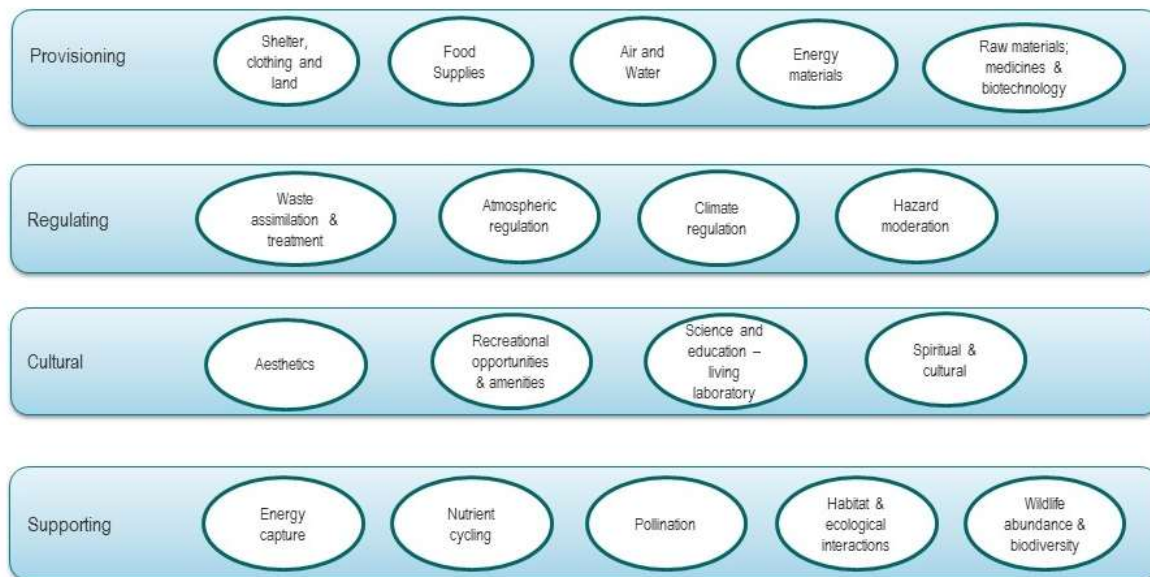 Provisioning
Shelter,
clothing and
land
Food
Supplies
Air and
Water
Energy
materials
Raw materials;
medicines &
biotechnology
Regulating
Waste
assimilation &
treatment
Atmospheric
regulation
Climate
regulation
Hazard
moderation
Cultural
Aesthetics
Recreational
opportunities
& amenities
Science and
education –
living
laboratory
Spiritual &
cultural
Supporting
Energy
capture
Nutrient
cycling
Pollination
Habitat &
ecological
interactions
Wildlife
abundance &
biodiversity